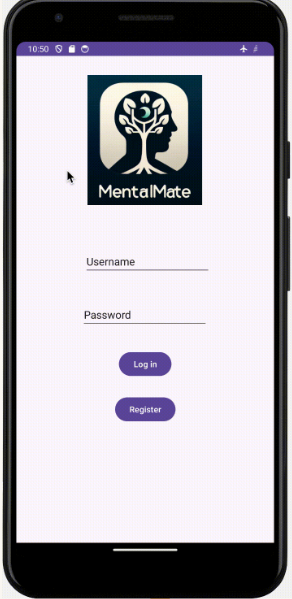 10:50
MentalMate
Username
Password
Log in
Register